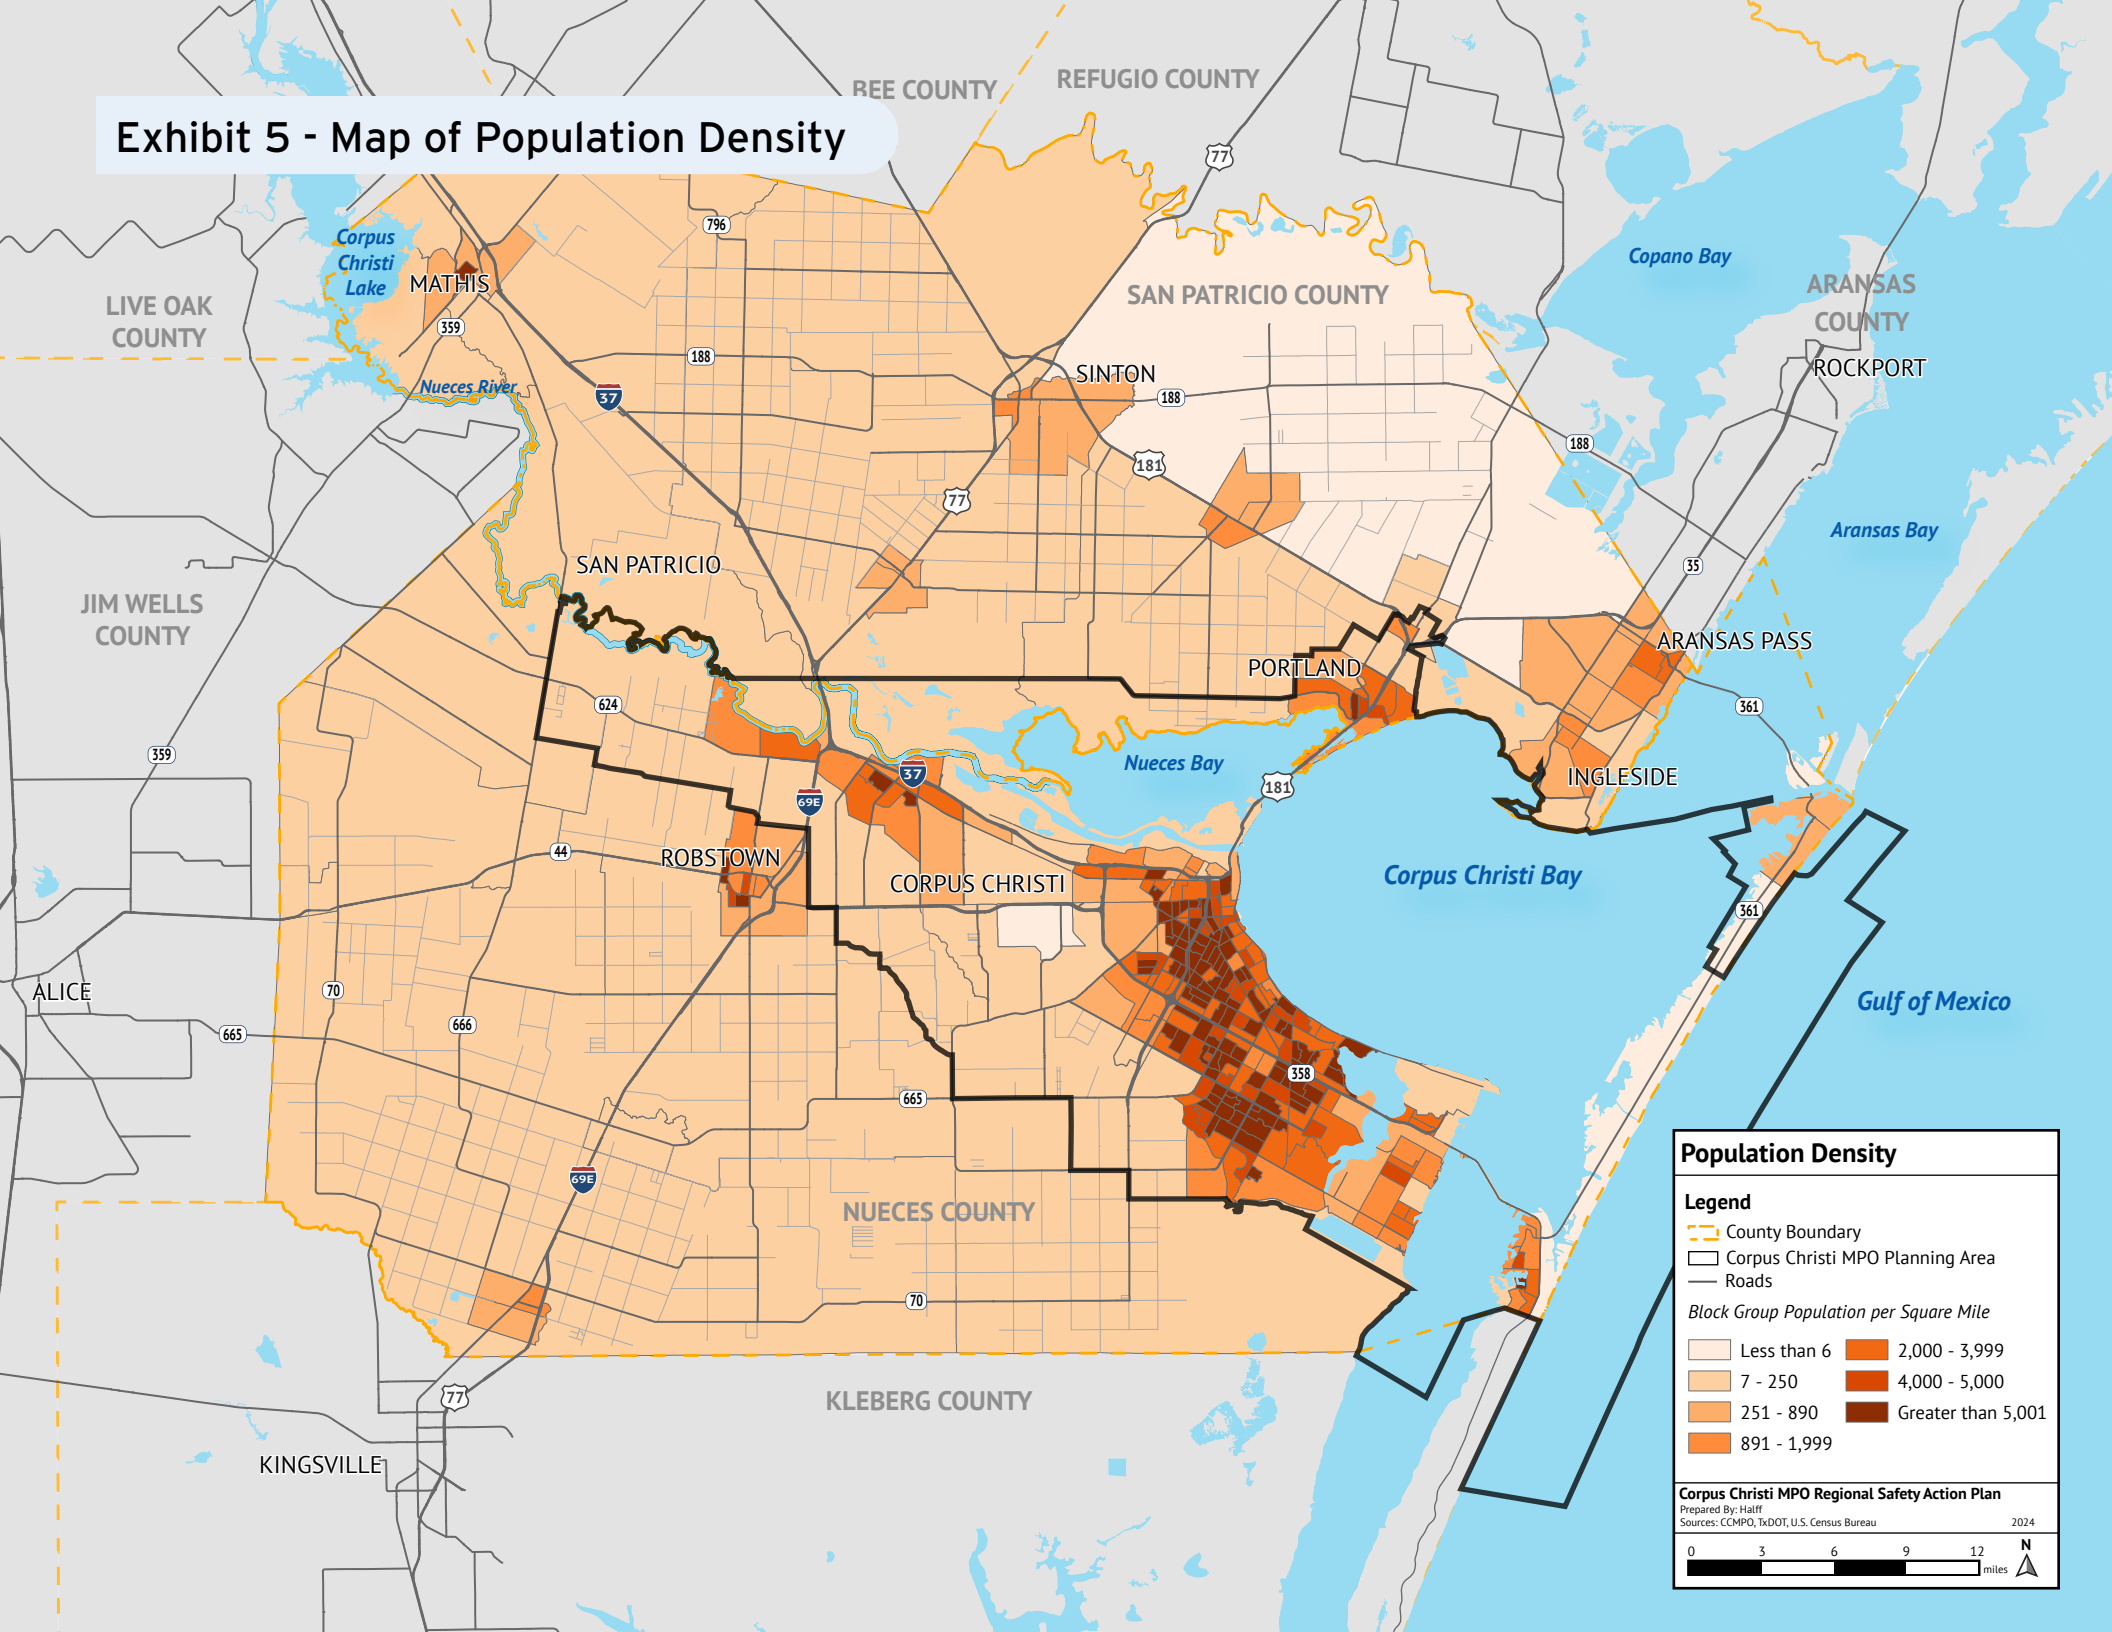 BEE COUNTY
REFUGIO COUNTY
Exhibit 5 - Map of Population Density
77
796
Corpus
Christi
Lake
MATHIS
Copano Bay
LIVE OAK
COUNTY
SAN PATRICIO COUNTY
ARANSAS
COUNTY
359
188
ROCKPORT
Nueces River
37
SINTON
188
188
181
77
Aransas Bay
SAN PATRICIO
35
JIM WELLS
COUNTY
ARANSAS PASS
PORTLAND
624
361
359
Nueces Bay
37
INGLESIDE
181
69E
44
ROBSTOWN
CORPUS CHRISTI
Corpus Christi Bay
361
ALICE
70
Gulf of Mexico
666
665
358
665
69E
NUECES COUNTY
70
KLEBERG COUNTY
77
KINGSVILLE
Population Density
Legend
County Boundary
Corpus Christi MPO Planning Area
Roads
Block Group Population per Square Mile
Less than 6
2,000 - 3,999
7 - 250
4,000 - 5,000
251 - 890
Greater than 5,001
891 - 1,999
Corpus Christi MPO Regional Safety Action Plan
Prepared By: Halff
Sources: CCMPO, TxDOT, U.S. Census Bureau
2024
N
0 3 6 9 12
miles